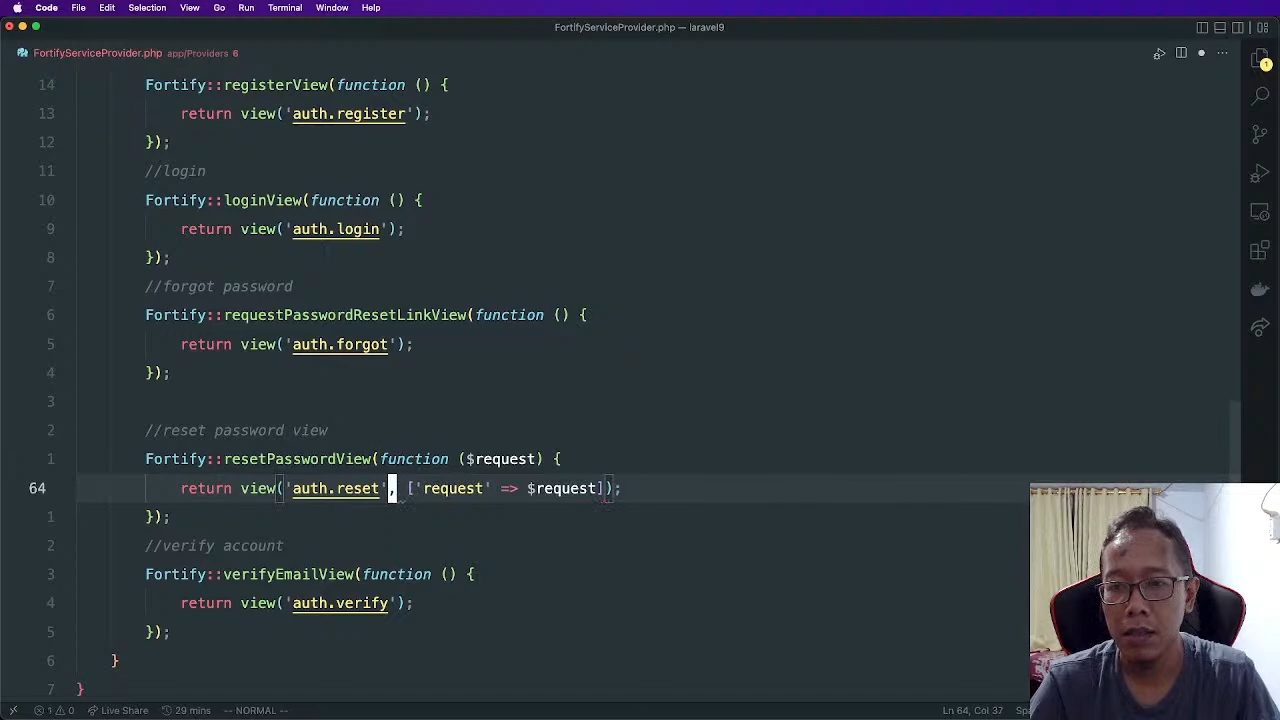 Code File Edit Selection View Go Run Terminal Window Help
FortifyServiceProvider.php — laravel9
FortifyServiceProvider.php app/Providers 6
14 Fortify::registerView(function () {
13 return view('auth.register');
12 });
11 //login
10 Fortify::loginView(function () {
9 return view('auth.login');
8 });
7 //forgot password
6 Fortify::requestPasswordResetLinkView(function () {
5 return view('auth.forgot');
4 });
3
2 //reset password view
1 Fortify::resetPasswordView(function ($request) {
64 return view('auth.reset', ['request' => $request]);
1 });
2 //verify account
3 Fortify::verifyEmailView(function () {
4 return view('auth.verify');
5 });
6 }
7 }
1
1 0 Live Share 29 mins -- NORMAL -- Ln 64, Col 37 Spa